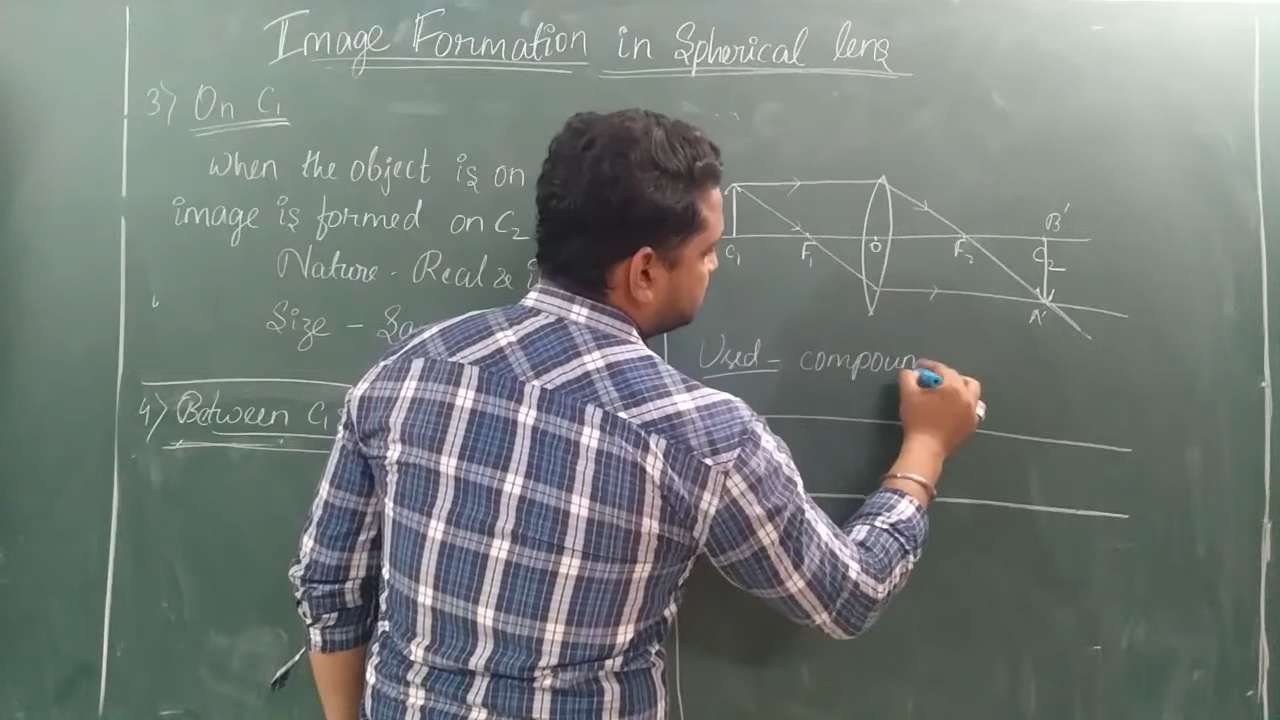 Image Formation in Spherical lens
3) On C₁
when the object is on
image is formed on C₂
Nature - Real &
Size -
4) Between C₁
C₁ F₁ O F₂ C₂ B'
A'
Used - compoun